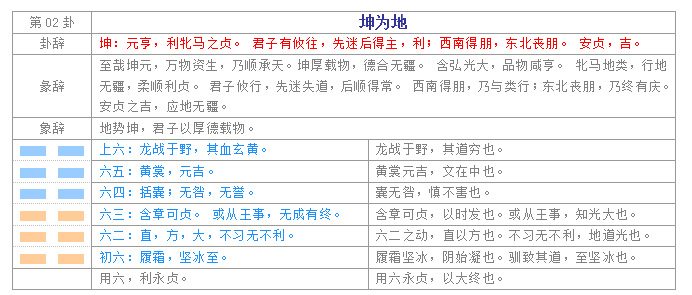 第02卦 坤为地
卦辞 坤：元亨，利牝马之贞。 君子有攸往，先迷后得主，利；西南得朋，东北丧朋。 安贞，吉。
彖辞
至哉坤元，万物资生，乃顺承天。坤厚载物，德合无疆。 含弘光大，品物咸亨。 牝马地类，行地
无疆，柔顺利贞。 君子攸行，先迷失道，后顺得常。 西南得朋，乃与类行；东北丧朋，乃终有庆。
安贞之吉，应地无疆。
象辞 地势坤，君子以厚德载物。
上六：龙战于野，其血玄黄。 龙战于野，其道穷也。
六五：黄裳，元吉。 黄裳元吉，文在中也。
六四：括囊；无咎，无誉。 囊无咎，慎不害也。
六三：含章可贞。 或从王事，无成有终。 含章可贞，以时发也。或从王事，知光大也。
六二：直，方，大，不习无不利。 六二之动，直以方也。不习无不利，地道光也。
初六：履霜，坚冰至。 履霜坚冰，阴始凝也。驯致其道，至坚冰也。
用六，利永贞。 用六永贞，以大终也。